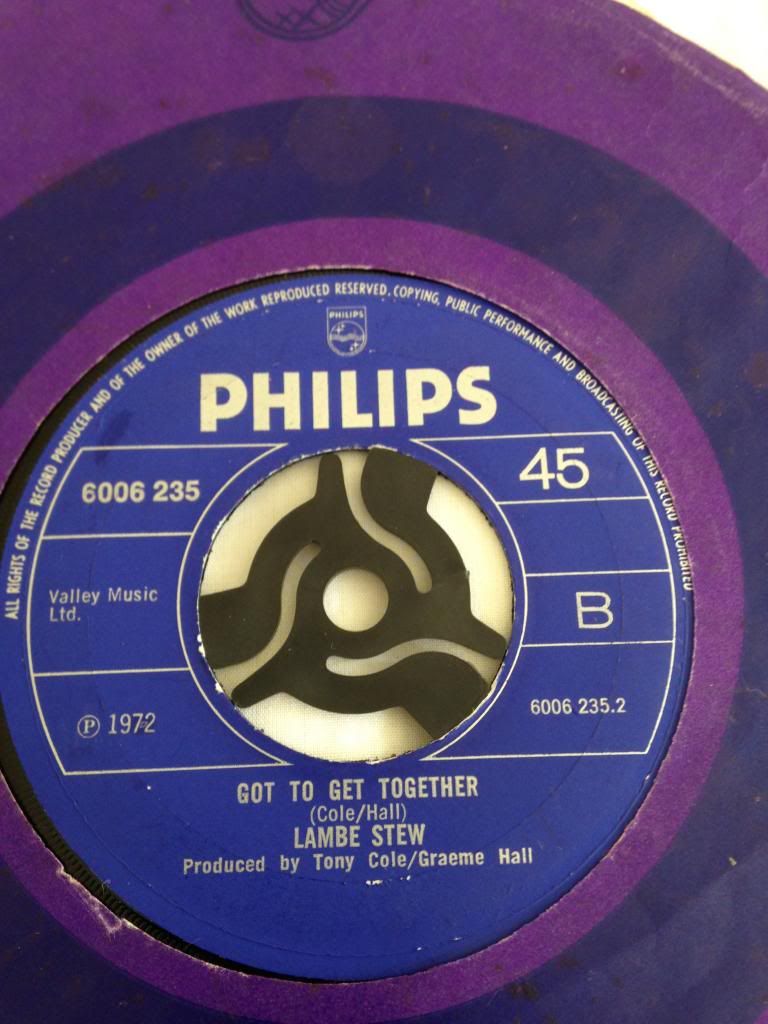 ALL RIGHTS OF THE RECORD PRODUCER AND OF THE OWNER OF THE WORK REPRODUCED RESERVED. COPYING, PUBLIC PERFORMANCE AND BROADCASTING OF THIS RECORD PROHIBITED
PHILIPS
PHILIPS
6006 235
45
Valley Music
Ltd.
B
℗ 1972
6006 235.2
GOT TO GET TOGETHER
(Cole/Hall)
LAMBE STEW
Produced by Tony Cole/Graeme Hall